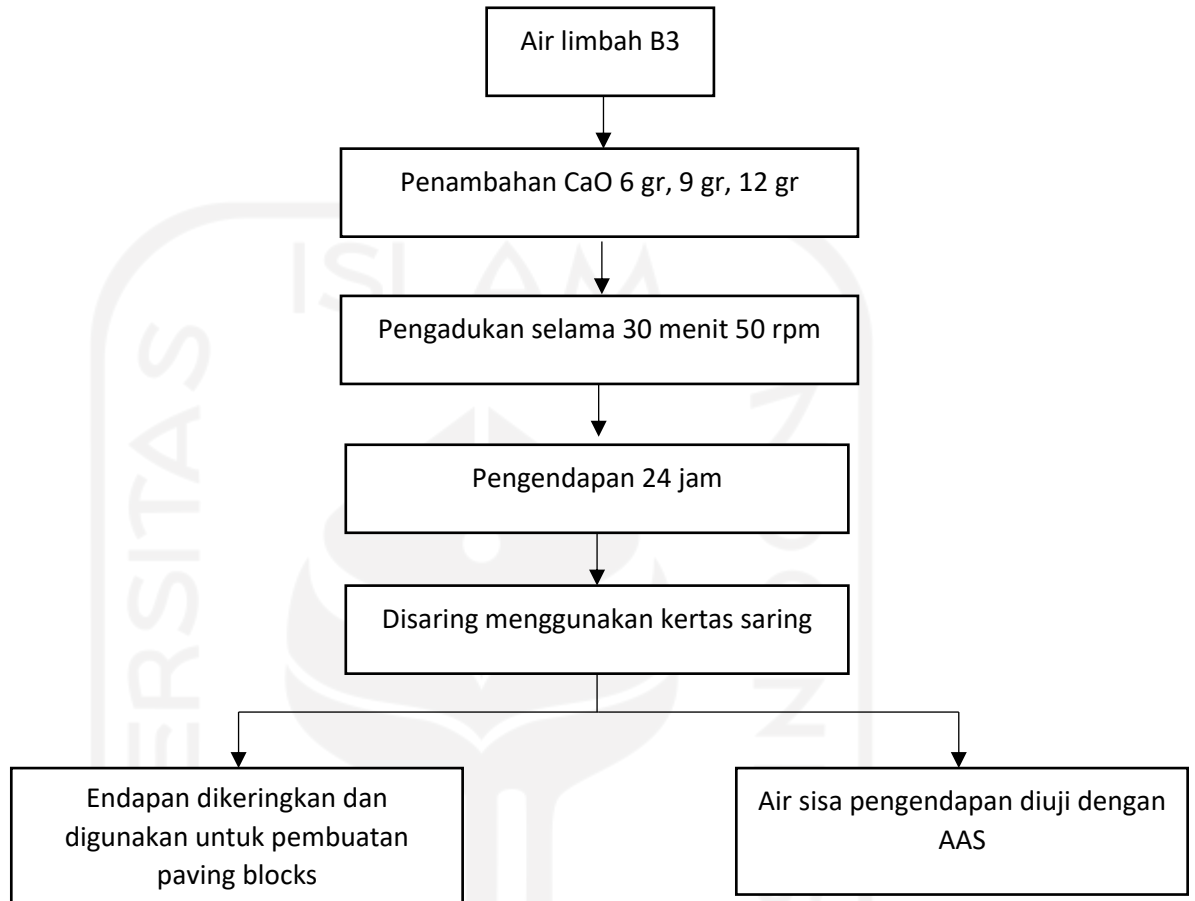 Air limbah B3
Penambahan CaO 6 gr, 9 gr, 12 gr
Pengadukan selama 30 menit 50 rpm
Pengendapan 24 jam
Disaring menggunakan kertas saring
Endapan dikeringkan dan
digunakan untuk pembuatan
paving blocks
Air sisa pengendapan diuji dengan
AAS
ISLAM
ERSITAS